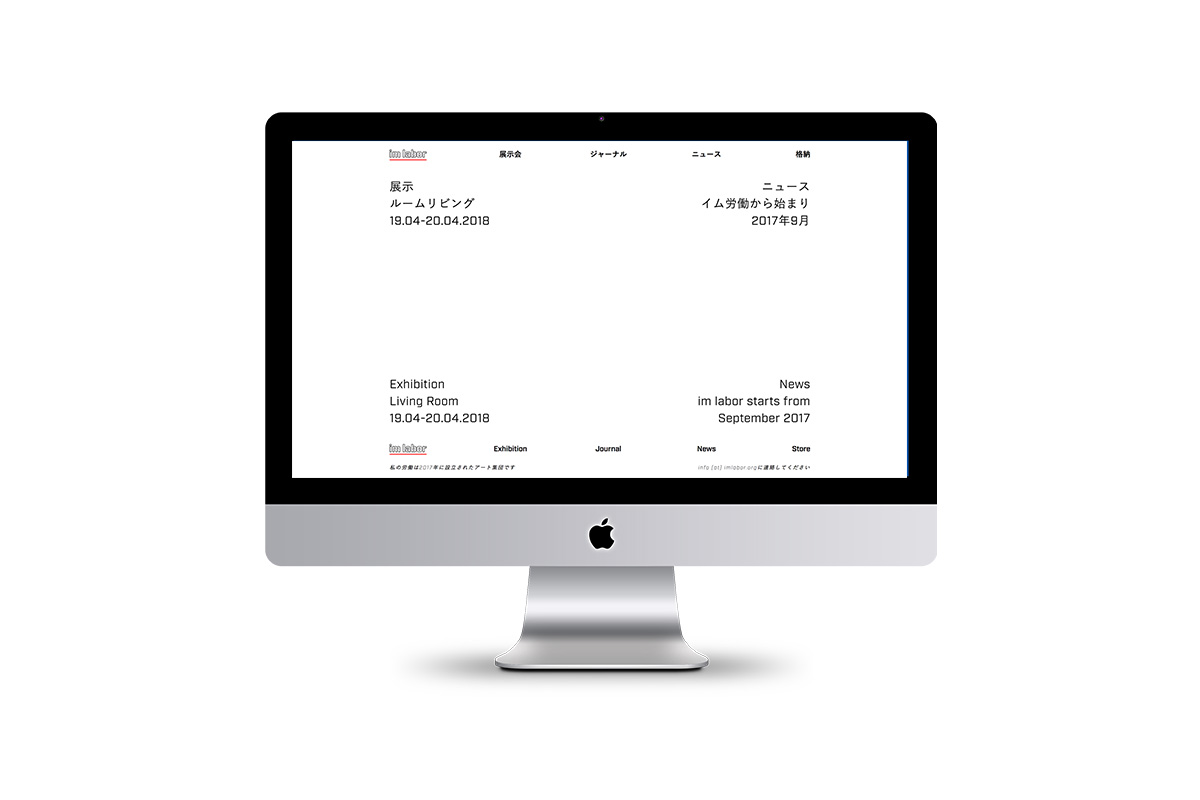 im labor 展示会 ジャーナル ニュース 格納
展示
ルームリビング
19.04-20.04.2018
ニュース
イム労働から始まり
2017年9月
Exhibition
Living Room
19.04-20.04.2018
News
im labor starts from
September 2017
im labor Exhibition Journal News Store
私の労働は2017年に設立されたアート集団です
info (at) imlabor.orgに連絡してください